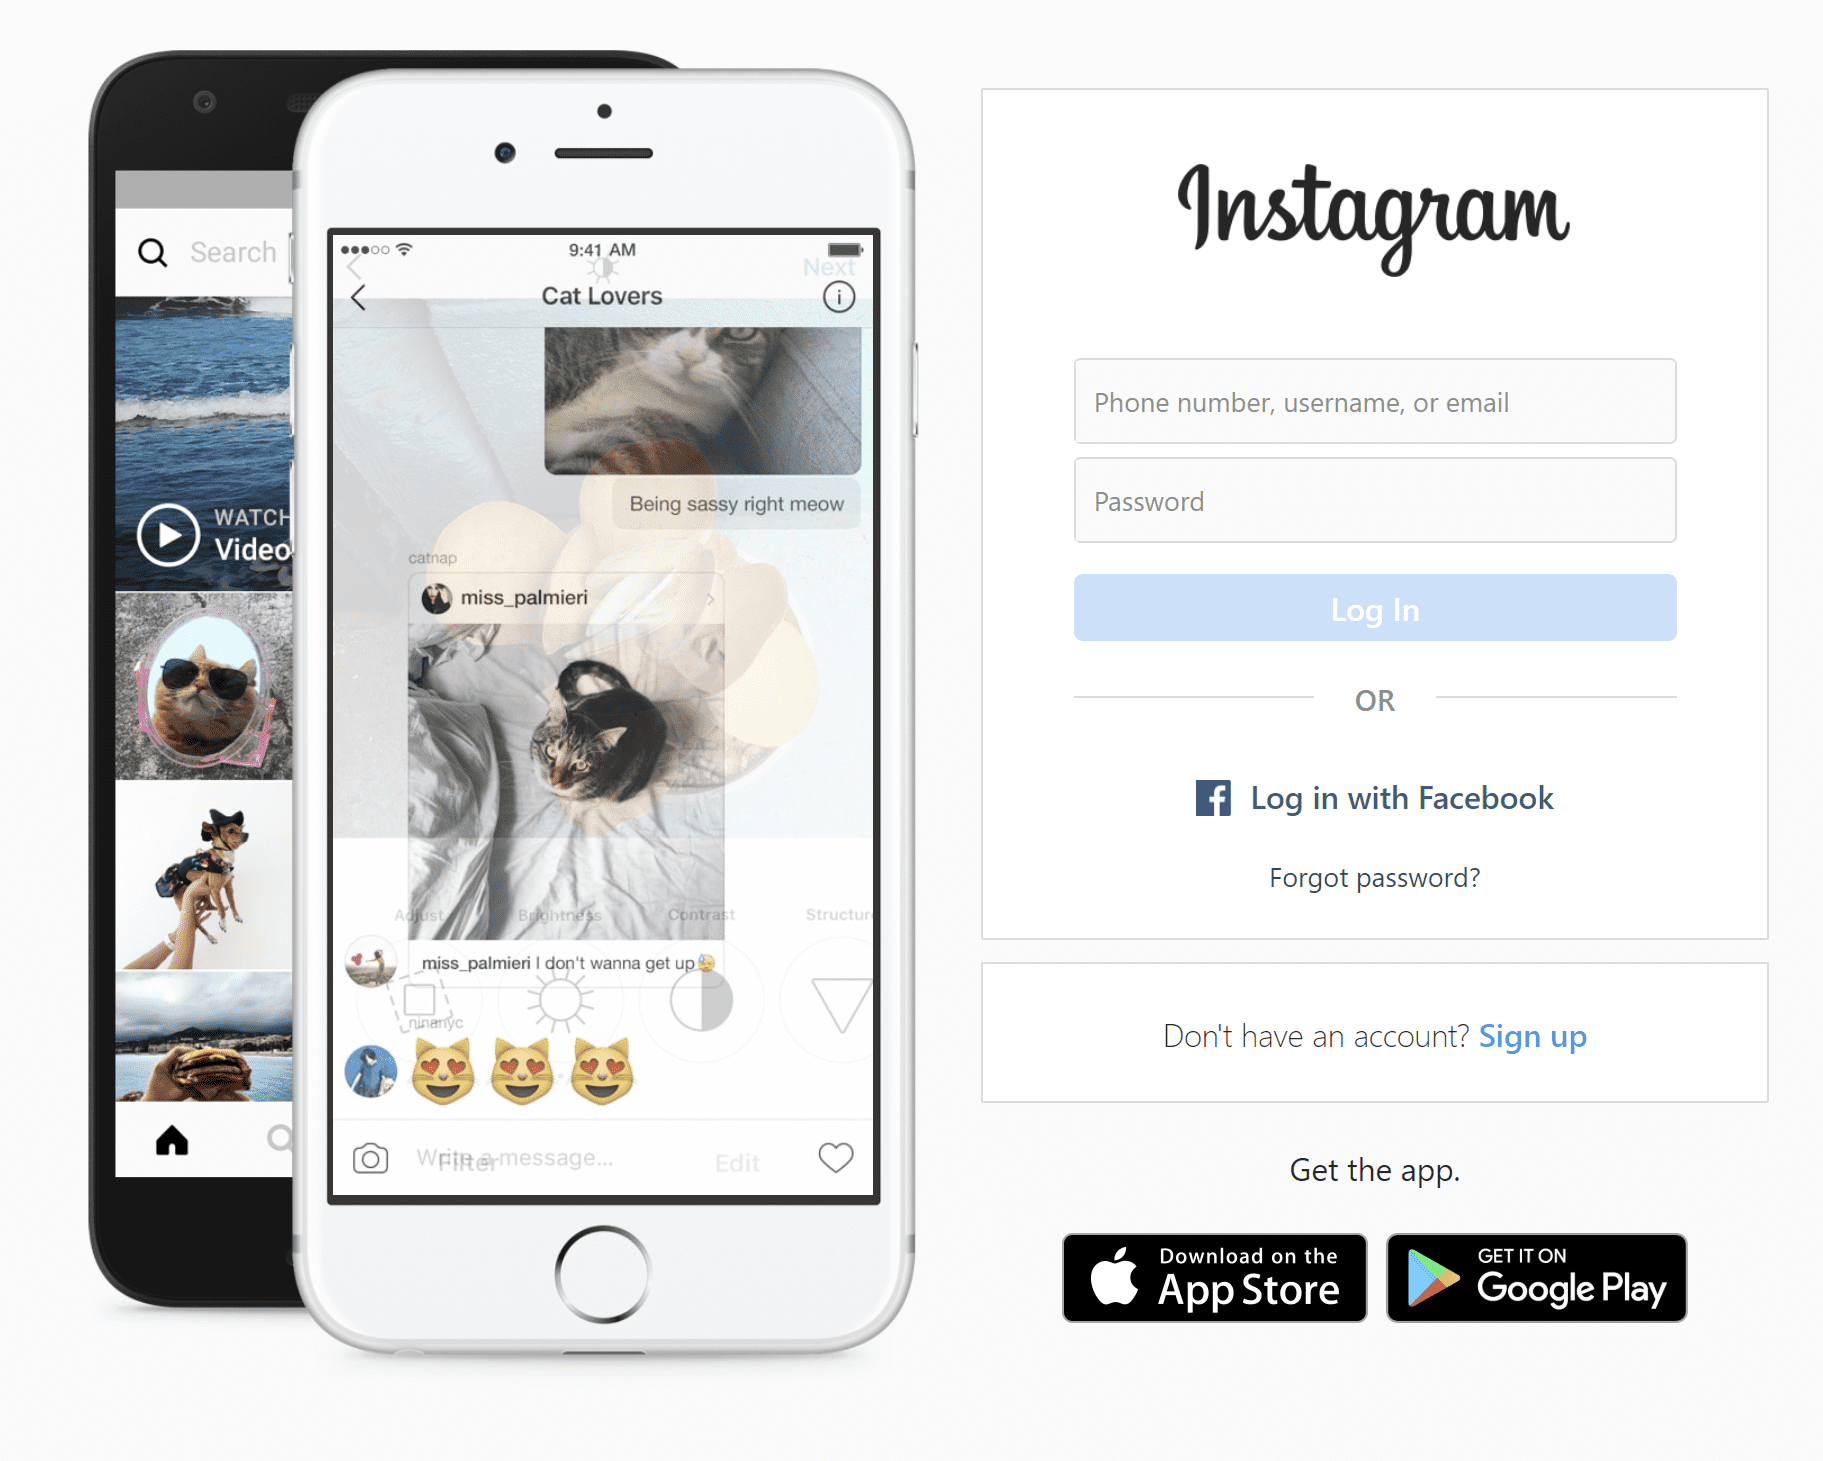 Search
WATCH
Video
9:41 AM
Next
Cat Lovers
Being sassy right meow
catnap
miss_palmieri
Adjust
Brightness
Contrast
Structure
miss_palmieri I don't wanna get up
ninanyc
Write a message...
Filter
Edit
Instagram
Phone number, username, or email
Password
Log In
OR
Log in with Facebook
Forgot password?
Don't have an account? Sign up
Get the app.
Download on the
App Store
GET IT ON
Google Play